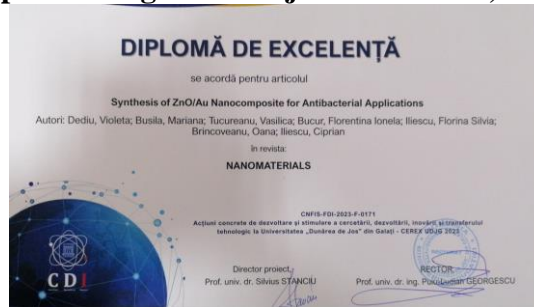 DIPLOMĂ DE EXCELENȚĂ
se acordă pentru articolul
Synthesis of ZnO/Au Nanocomposite for Antibacterial Applications
Autori: Dediu, Violeta; Busila, Mariana; Tucureanu, Vasilica; Bucur, Florentina Ionela; Iliescu, Florina Silvia;
Brincoveanu, Oana; Iliescu, Ciprian
în revista:
NANOMATERIALS
CNFIS-FDI-2023-F-0171
Acțiuni concrete de dezvoltare și stimulare a cercetării, dezvoltării, inovării și transferului
tehnologic la Universitatea „Dunărea de Jos" din Galați - CEREX UDJG 2023
CDI
Director proiect,
Prof. univ. dr. Silvius STANCIU
RECTOR
Prof. univ. dr. ing. GEORGESCU